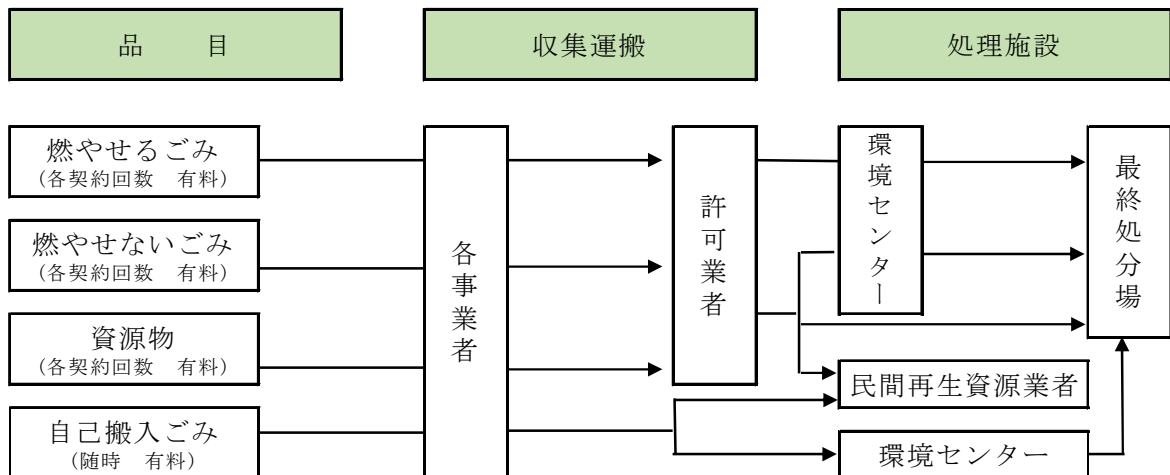 品　　目
収集運搬
処理施設
燃やせるごみ
(各契約回数　有料)
燃やせないごみ
(各契約回数　有料)
資源物
(各契約回数　有料)
自己搬入ごみ
(随時　有料)
各事業者
許可業者
環境センター
最終処分場
民間再生資源業者
環境センター